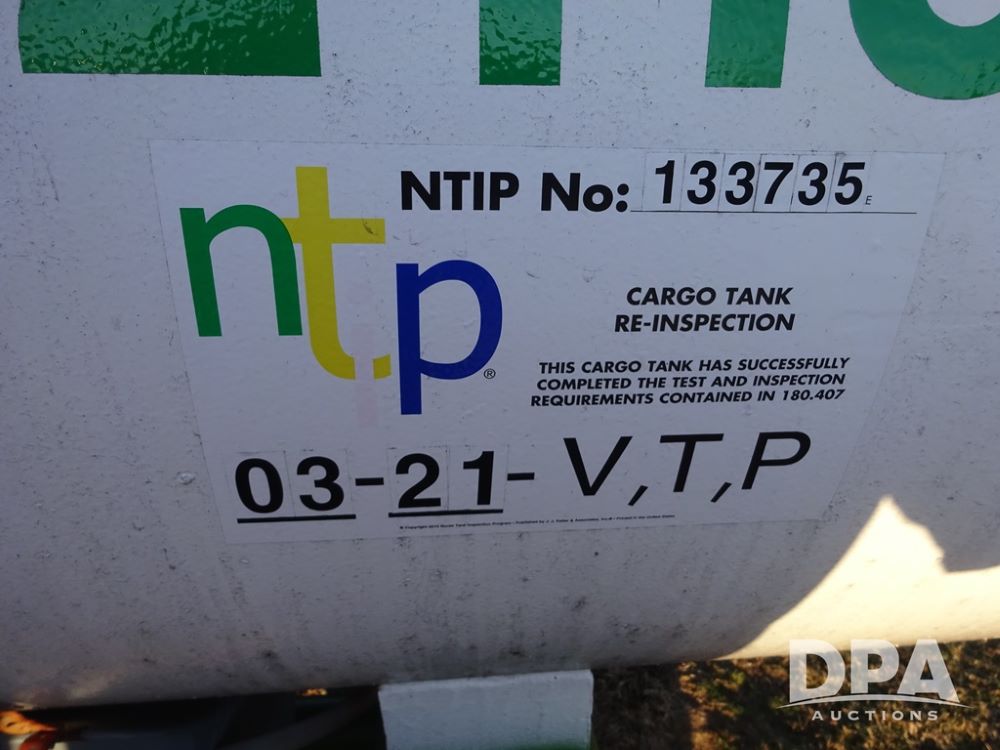 ntp®
NTIP No: 133735E
CARGO TANK
RE-INSPECTION
THIS CARGO TANK HAS SUCCESSFULLY
COMPLETED THE TEST AND INSPECTION
REQUIREMENTS CONTAINED IN 180.407
03-21-V,T,P
DPA
AUCTIONS